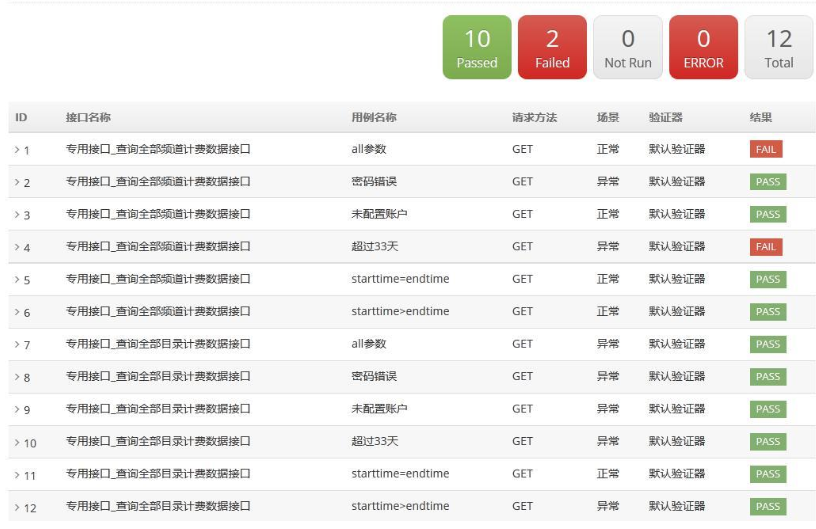 10 2 0 0 12
Passed Failed Not Run ERROR Total
ID 接口名称 用例名称 请求方法 场景 验证器 结果
> 1 专用接口_查询全部频道计费数据接口 all参数 GET 正常 默认验证器 FAIL
> 2 专用接口_查询全部频道计费数据接口 密码错误 GET 异常 默认验证器 PASS
> 3 专用接口_查询全部频道计费数据接口 未配置账户 GET 正常 默认验证器 PASS
> 4 专用接口_查询全部频道计费数据接口 超过33天 GET 异常 默认验证器 FAIL
> 5 专用接口_查询全部频道计费数据接口 starttime=endtime GET 正常 默认验证器 PASS
> 6 专用接口_查询全部频道计费数据接口 starttime>endtime GET 正常 默认验证器 PASS
> 7 专用接口_查询全部目录计费数据接口 all参数 GET 异常 默认验证器 PASS
> 8 专用接口_查询全部目录计费数据接口 密码错误 GET 异常 默认验证器 PASS
> 9 专用接口_查询全部目录计费数据接口 未配置账户 GET 异常 默认验证器 PASS
> 10 专用接口_查询全部目录计费数据接口 超过33天 GET 异常 默认验证器 PASS
> 11 专用接口_查询全部目录计费数据接口 starttime=endtime GET 正常 默认验证器 PASS
> 12 专用接口_查询全部目录计费数据接口 starttime>endtime GET 异常 默认验证器 PASS